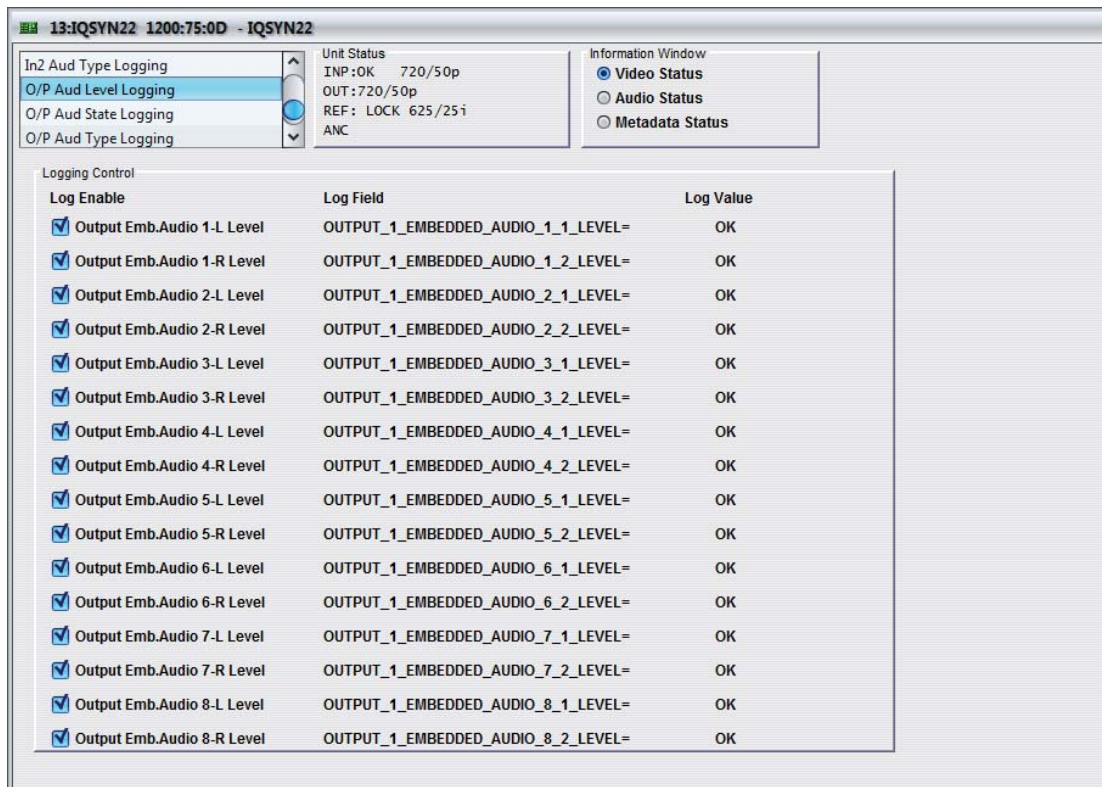 13:IQSYN22 1200:75:0D - IQSYN22
In2 Aud Type Logging
O/P Aud Level Logging
O/P Aud State Logging
O/P Aud Type Logging
Unit Status
INP:OK 720/50p
OUT:720/50p
REF: LOCK 625/25i
ANC
Information Window
Video Status
Audio Status
Metadata Status
Logging Control
Log Enable Log Field Log Value
Output Emb.Audio 1-L Level OUTPUT_1_EMBEDDED_AUDIO_1_1_LEVEL= OK
Output Emb.Audio 1-R Level OUTPUT_1_EMBEDDED_AUDIO_1_2_LEVEL= OK
Output Emb.Audio 2-L Level OUTPUT_1_EMBEDDED_AUDIO_2_1_LEVEL= OK
Output Emb.Audio 2-R Level OUTPUT_1_EMBEDDED_AUDIO_2_2_LEVEL= OK
Output Emb.Audio 3-L Level OUTPUT_1_EMBEDDED_AUDIO_3_1_LEVEL= OK
Output Emb.Audio 3-R Level OUTPUT_1_EMBEDDED_AUDIO_3_2_LEVEL= OK
Output Emb.Audio 4-L Level OUTPUT_1_EMBEDDED_AUDIO_4_1_LEVEL= OK
Output Emb.Audio 4-R Level OUTPUT_1_EMBEDDED_AUDIO_4_2_LEVEL= OK
Output Emb.Audio 5-L Level OUTPUT_1_EMBEDDED_AUDIO_5_1_LEVEL= OK
Output Emb.Audio 5-R Level OUTPUT_1_EMBEDDED_AUDIO_5_2_LEVEL= OK
Output Emb.Audio 6-L Level OUTPUT_1_EMBEDDED_AUDIO_6_1_LEVEL= OK
Output Emb.Audio 6-R Level OUTPUT_1_EMBEDDED_AUDIO_6_2_LEVEL= OK
Output Emb.Audio 7-L Level OUTPUT_1_EMBEDDED_AUDIO_7_1_LEVEL= OK
Output Emb.Audio 7-R Level OUTPUT_1_EMBEDDED_AUDIO_7_2_LEVEL= OK
Output Emb.Audio 8-L Level OUTPUT_1_EMBEDDED_AUDIO_8_1_LEVEL= OK
Output Emb.Audio 8-R Level OUTPUT_1_EMBEDDED_AUDIO_8_2_LEVEL= OK